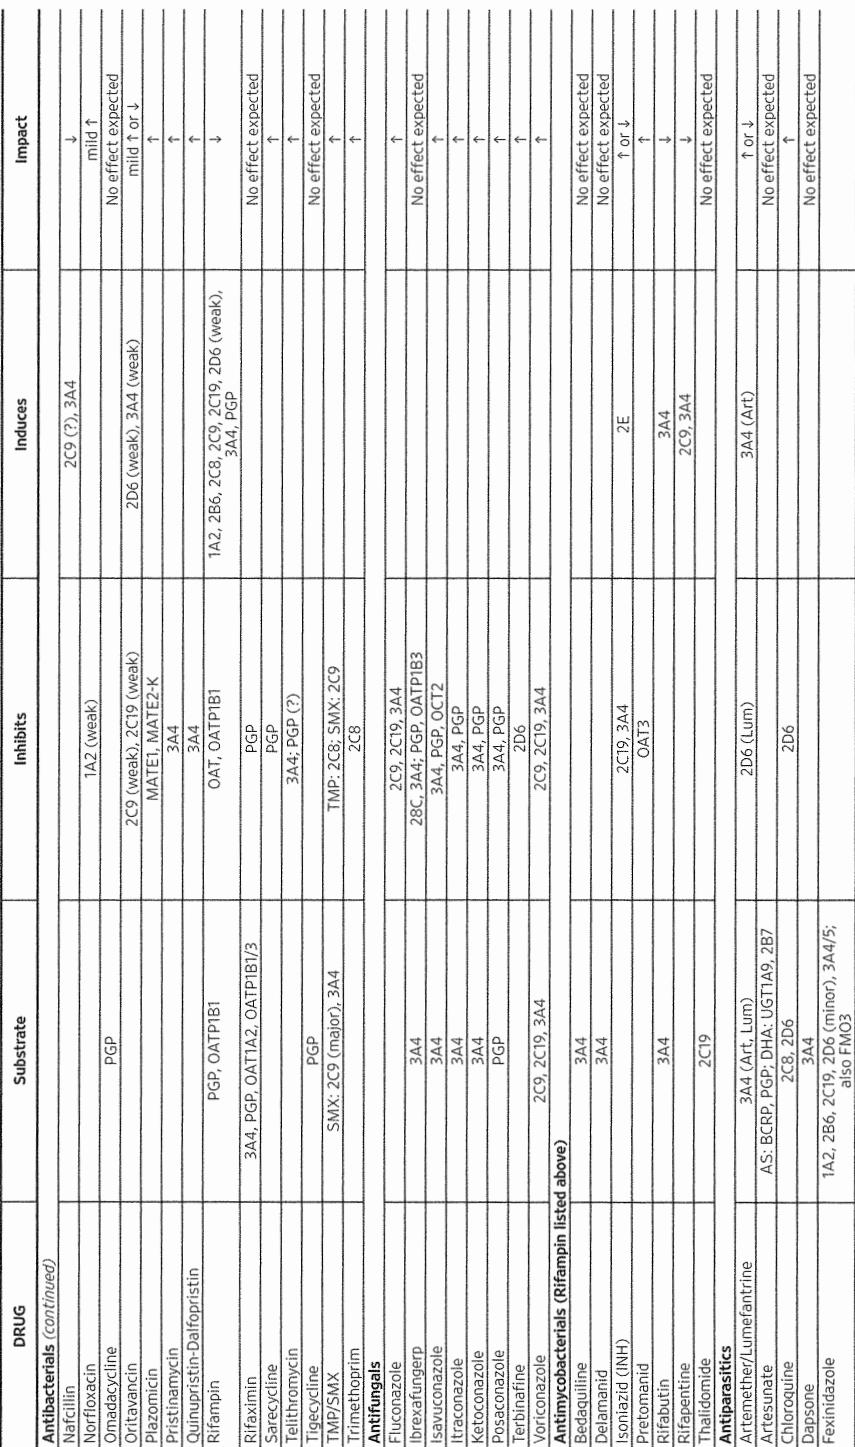 DRUG Substrate Inhibits Induces Impact
Antibacterials (continued)
Nafcillin 2C9 (?), 3A4 ↓
Norfloxacin 1A2 (weak) mild ↑
Omadacycline PGP No effect expected
Oritavancin 2C9 (weak), 2C19 (weak) 2D6 (weak), 3A4 (weak) mild ↑ or ↓
Plazomicin MATE1, MATE2-K ↑
Pristinamycin 3A4 ↑
Quinupristin-Dalfopristin 3A4 ↑
Rifampin PGP, OATP1B1 OAT, OATP1B1 1A2, 2B6, 2C8, 2C9, 2C19, 2D6 (weak), ↓
3A4, PGP
Rifaximin 3A4, PGP, OAT1A2, OATP1B1/3 PGP No effect expected
Sarecycline PGP ↑
Telithromycin 3A4; PGP (?) ↑
Tigecycline PGP No effect expected
TMP/SMX SMX: 2C9 (major), 3A4 TMP: 2C8; SMX: 2C9 ↑
Trimethoprim 2C8 ↑
Antifungals
Fluconazole 2C9, 2C19, 3A4 ↑
Ibrexafungerp 3A4 28C, 3A4; PGP, OATP1B3 No effect expected
Isavuconazole 3A4 3A4, PGP, OCT2 ↑
Itraconazole 3A4 3A4, PGP ↑
Ketoconazole 3A4 3A4, PGP ↑
Posaconazole PGP 3A4, PGP ↑
Terbinafine 2D6 ↑
Voriconazole 2C9, 2C19, 3A4 2C9, 2C19, 3A4 ↑
Antimycobacterials (Rifampin listed above)
Bedaquiline 3A4 No effect expected
Delamanid 3A4 No effect expected
Isoniazid (INH) 2C19, 3A4 2E ↑ or ↓
Pretomanid OAT3 ↑
Rifabutin 3A4 3A4 ↓
Rifapentine 2C9, 3A4 ↓
Thalidomide 2C19 No effect expected
Antiparasitics
Artemether/Lumefantrine 3A4 (Art, Lum) 2D6 (Lum) 3A4 (Art) ↑ or ↓
Artesunate AS: BCRP, PGP; DHA: UGT1A9, 2B7 No effect expected
Chloroquine 2C8, 2D6 2D6 ↑
Dapsone 3A4 No effect expected
Fexinidazole 1A2, 2B6, 2C19, 2D6 (minor), 3A4/5;
also FMO3